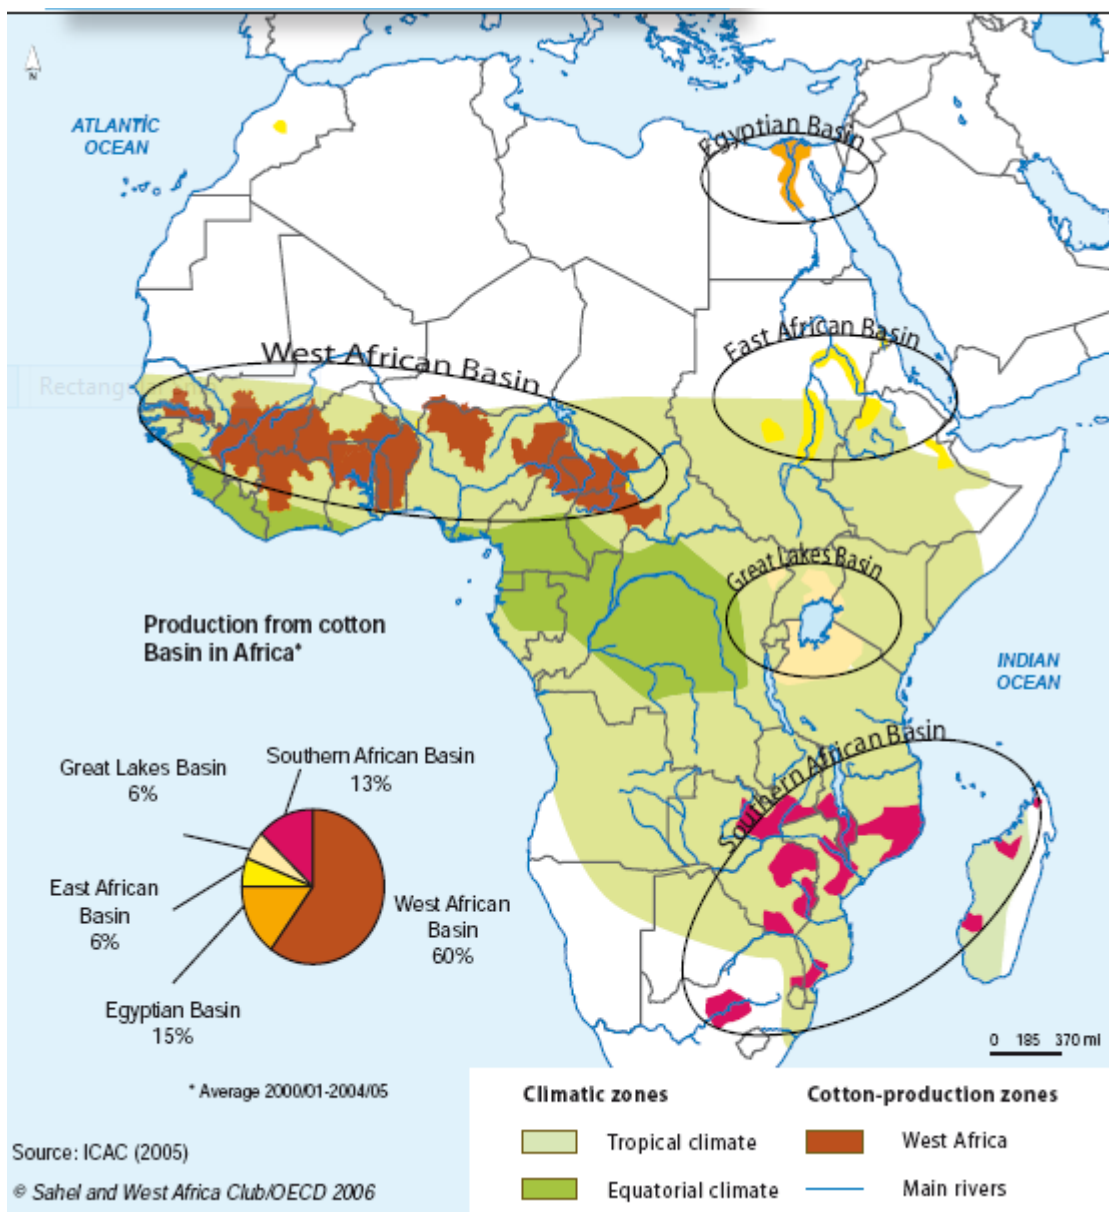 N
ATLANTIC
OCEAN
Egyptian Basin
East African Basin
West African Basin
Rectangular
Great Lakes Basin
Production from cotton
Basin in Africa*
INDIAN
OCEAN
Southern African Basin
Southern African Basin
13%
Great Lakes Basin
6%
East African
Basin
6%
West African
Basin
60%
Egyptian Basin
15%
0 185 370 ml
* Average 2000/01-2004/05
Climatic zones
Cotton-production zones
Tropical climate
West Africa
Equatorial climate
Main rivers
Source: ICAC (2005)
© Sahel and West Africa Club/OECD 2006